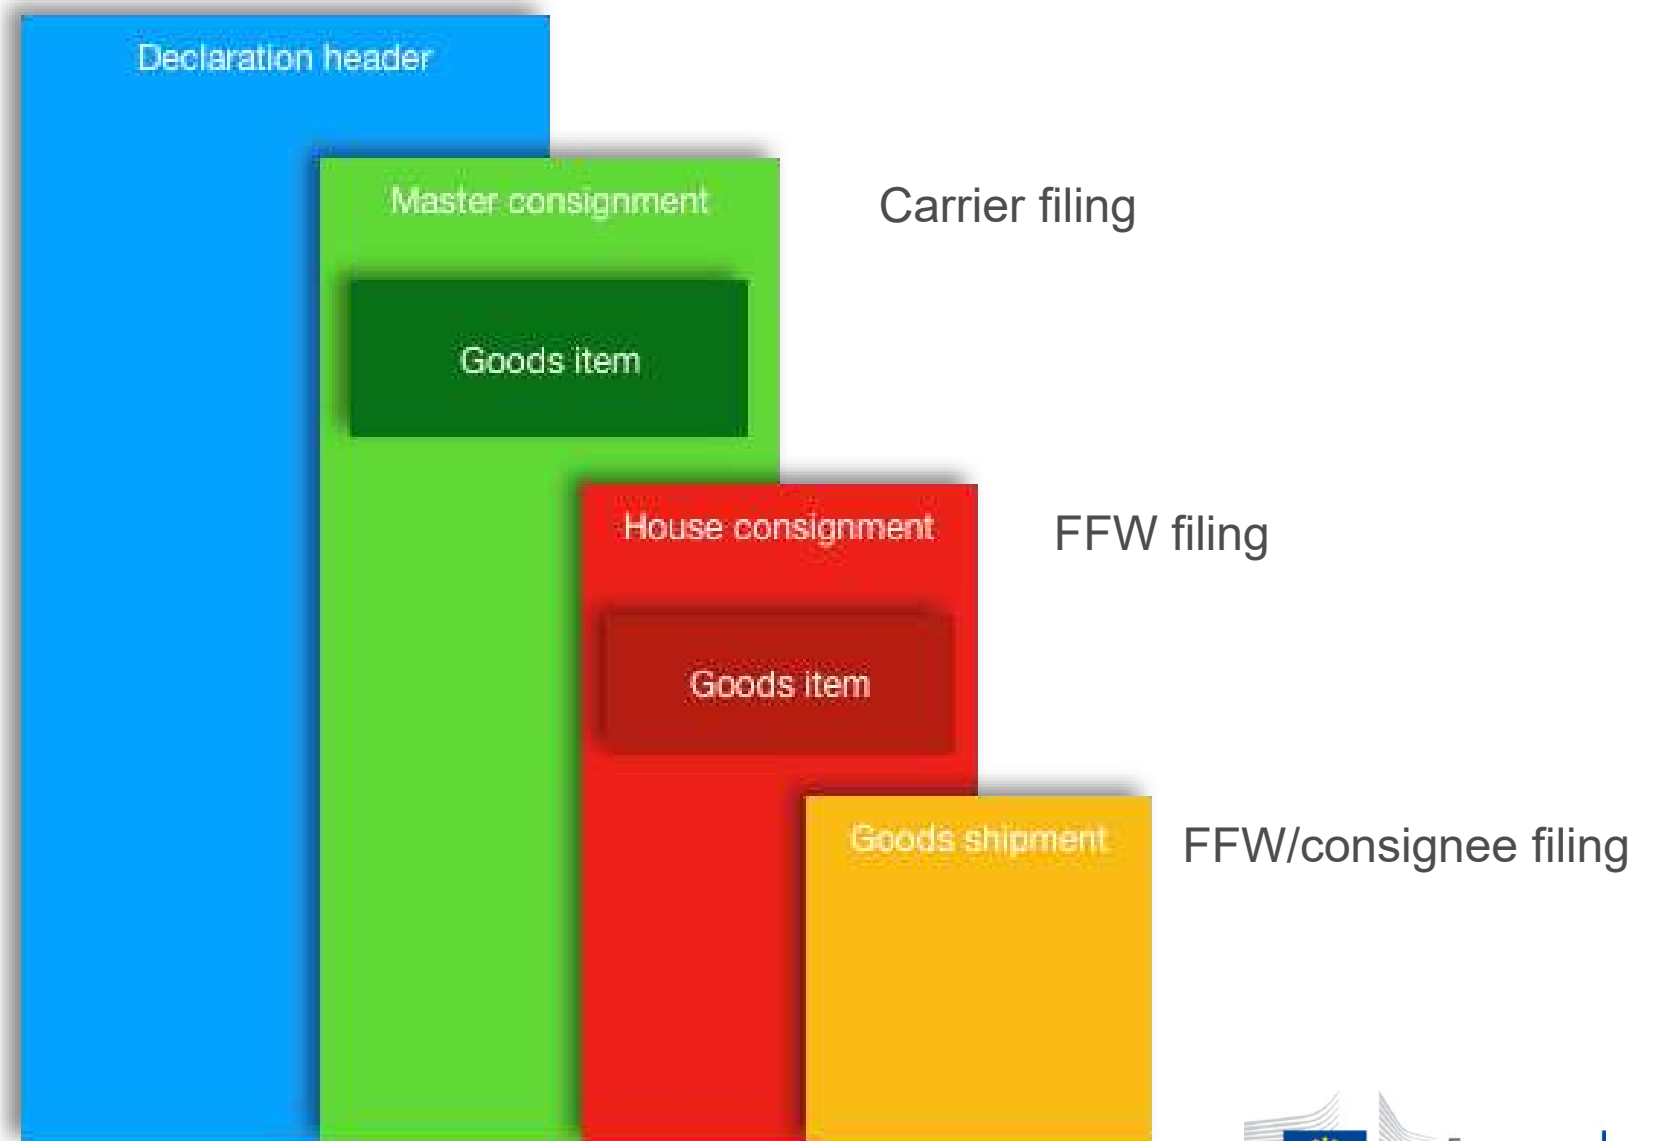 Declaration header
Master consignment
Carrier filing
Goods item
House consignment
FFW filing
Goods item
Goods shipment
FFW/consignee filing